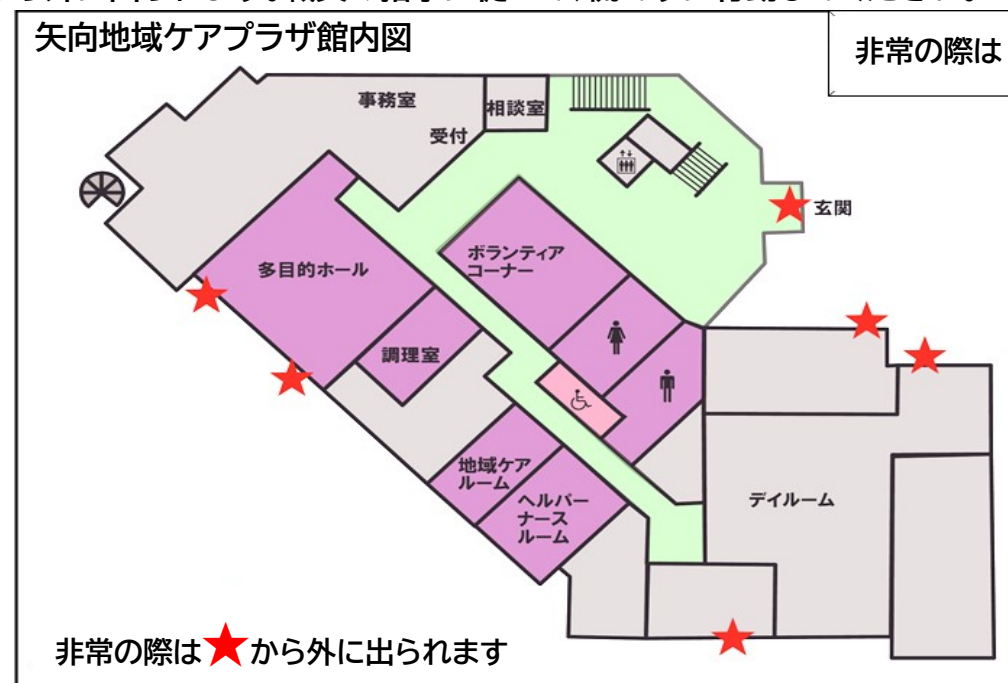 矢向地域ケアプラザ館内図
非常の際は
事務室
相談室
受付
玄関
ボランティア
コーナー
多目的ホール
調理室
地域ケア
ルーム
ヘルパー
ナース
ルーム
デイルーム
非常の際は★から外に出られます